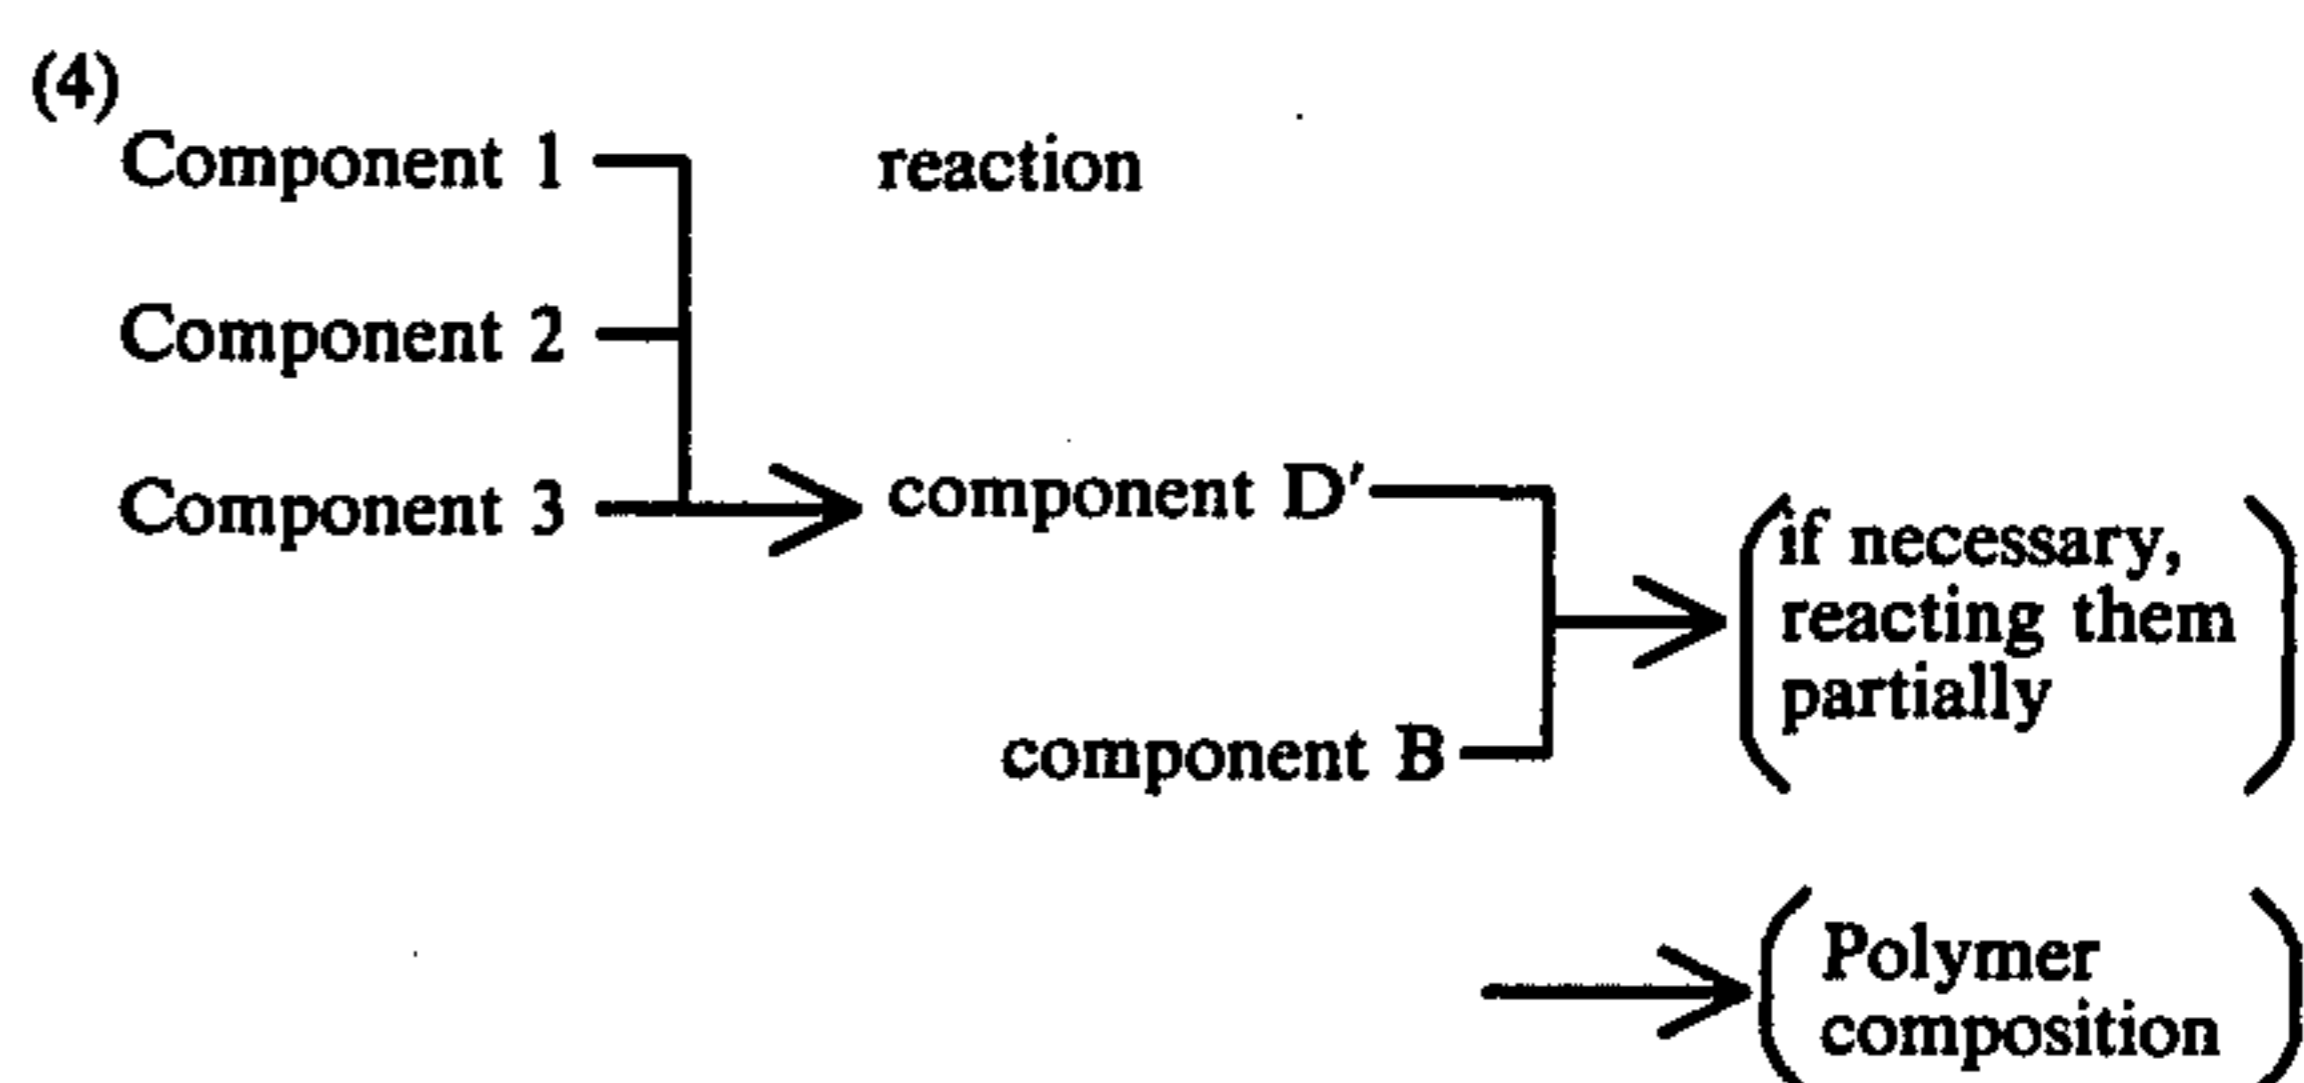 (4)
Component 1 reaction
Component 2
Component 3 component D′
if necessary,
reacting them
partially
component B
Polymer
composition